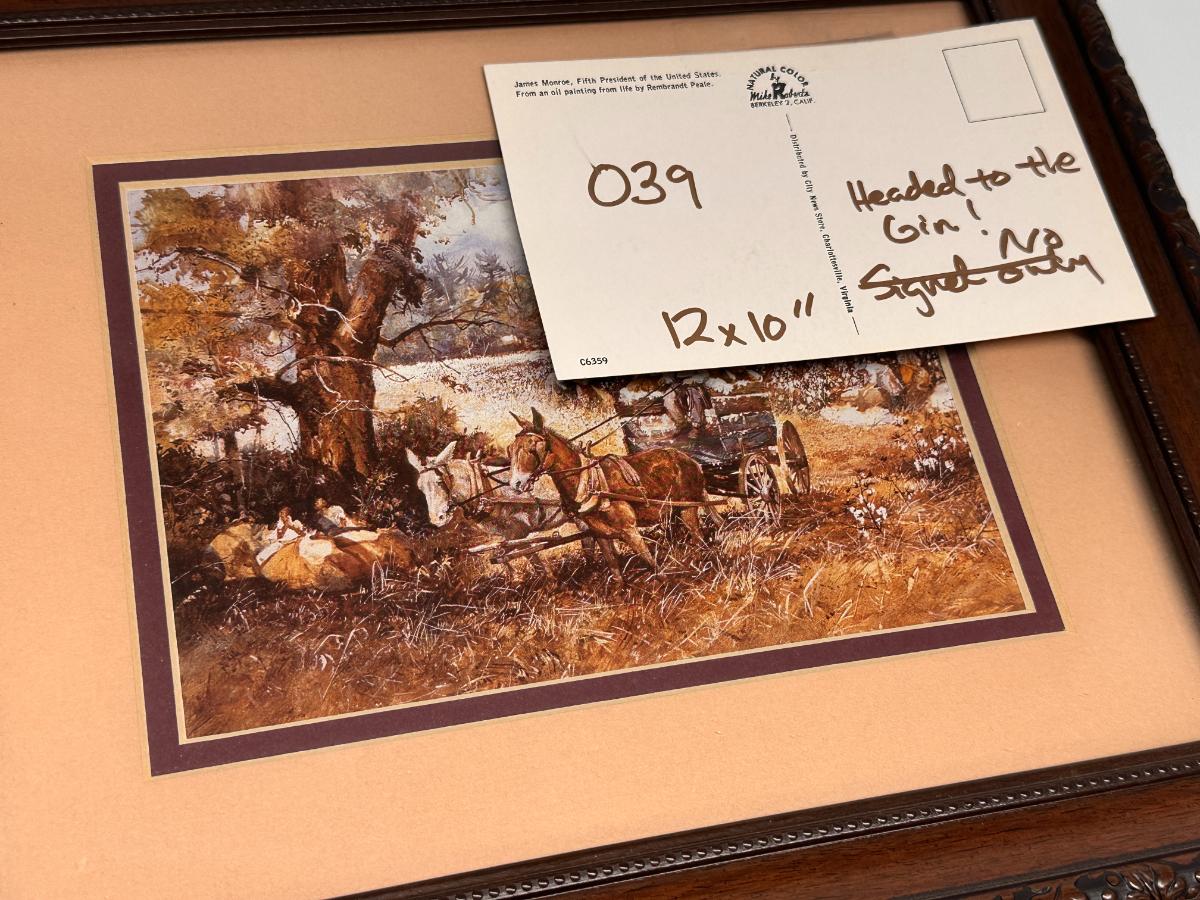 James Monroe, Fifth President of the United States.
From an oil painting from life by Rembrandt Peale.
NATURAL COLOR
by
Mike Roberts
BERKELEY 2, CALIF.
Distributed by City News Store, Charlottesville, Virginia
039
12x10"
C6359
Headed to the
Gin!
No
Signed only